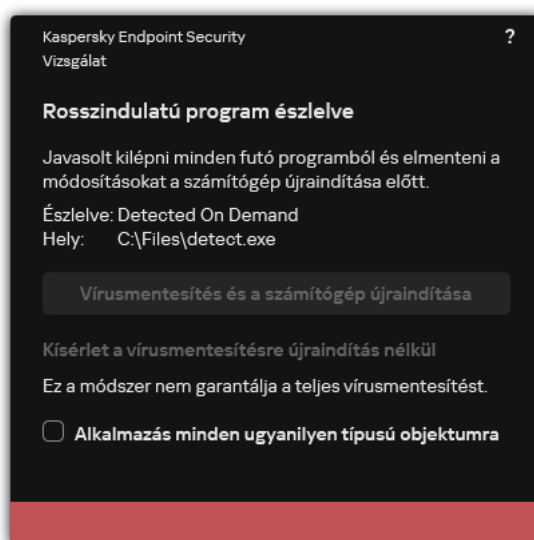 Kaspersky Endpoint Security
?
Vizsgálat
Rosszindulatú program észlelve
Javasolt kilépni minden futó programból és elmenteni a
módosításokat a számítógép újraindítása előtt.
Észlelve: Detected On Demand
Hely: C:\Files\detect.exe
Vírusmentesítés és a számítógép újraindítása
Kísérlet a vírusmentesítésre újraindítás nélkül
Ez a módszer nem garantálja a teljes vírusmentesítést.
Alkalmazás minden ugyanilyen típusú objektumra